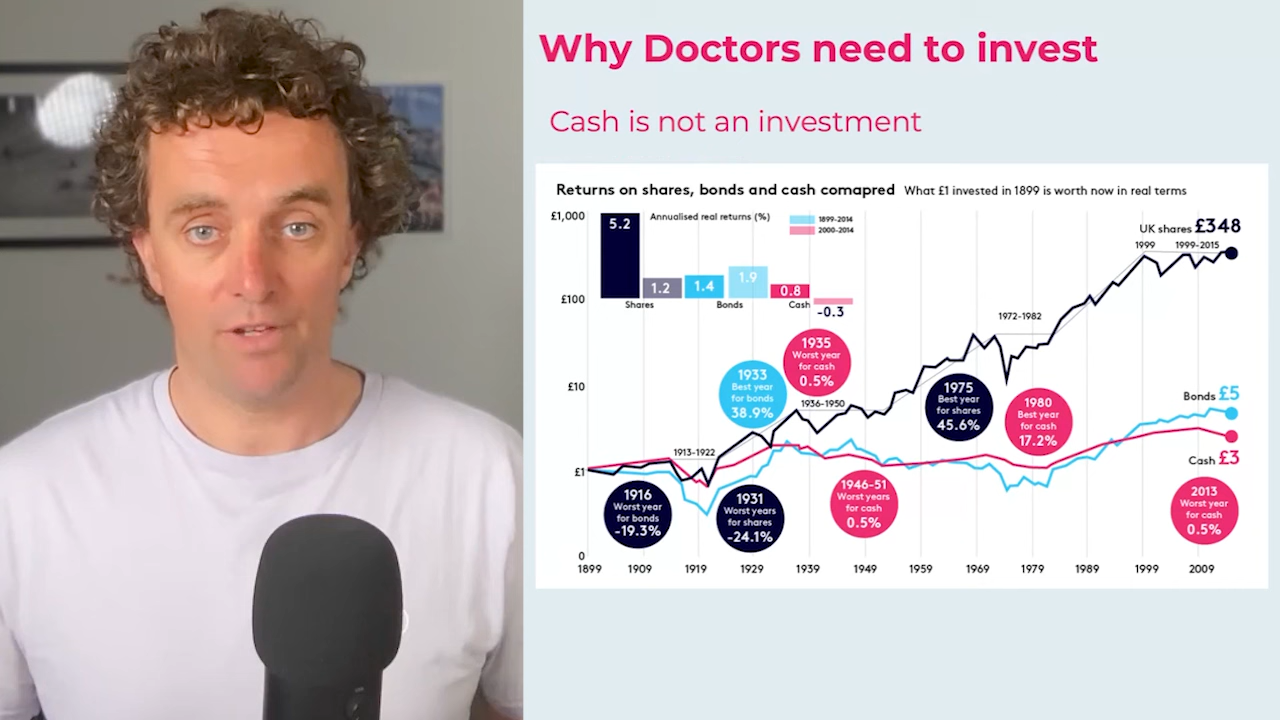 Why Doctors need to invest
Cash is not an investment
Returns on shares, bonds and cash comapred What £1 invested in 1899 is worth now in real terms
£1,000
5.2
Annualised real returns (%)
1899-2014
2000-2014
1.2
1.4
1.9
0.8
-0.3
Shares
Bonds
Cash
UK shares £348
1999
1999-2015
£100
1972-1982
1935
Worst year
for cash
0.5%
1933
Best year
for bonds
38.9%
£10
1936-1950
1975
Best year
for shares
45.6%
1980
Best year
for cash
17.2%
Bonds £5
1913-1922
Cash £3
£1
1916
Worst year
for bonds
-19.3%
1931
Worst years
for shares
-24.1%
1946-51
Worst years
for cash
0.5%
2013
Worst year
for cash
0.5%
0
1899
1909
1919
1929
1939
1949
1959
1969
1979
1989
1999
2009